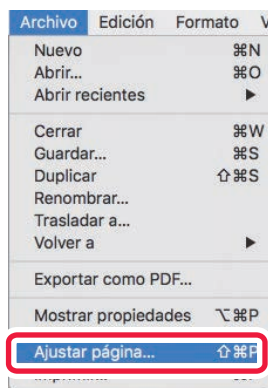 Archivo Edición Formato V
Nuevo ⌘N
Abrir... ⌘O
Abrir recientes ▶
Cerrar ⌘W
Guardar... ⌘S
Duplicar ⇧⌘S
Renombrar...
Trasladar a...
Volver a ▶
Exportar como PDF...
Mostrar propiedades ⌥⌘P
Ajustar página... ⇧⌘P